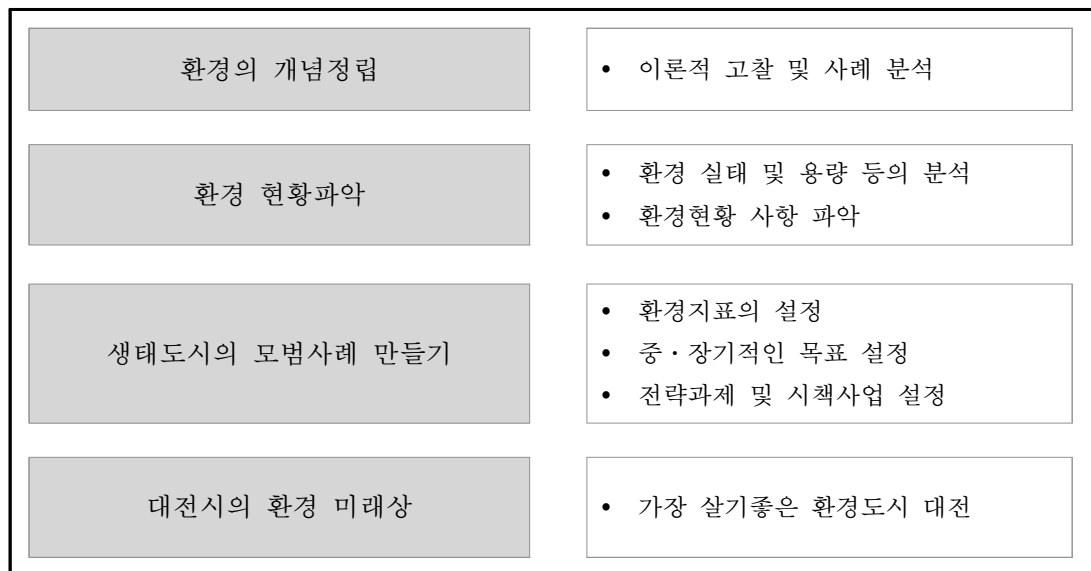 환경의 개념정립
• 이론적 고찰 및 사례 분석
환경 현황파악
• 환경 실태 및 용량 등의 분석
• 환경현황 사항 파악
생태도시의 모범사례 만들기
• 환경지표의 설정
• 중·장기적인 목표 설정
• 전략과제 및 시책사업 설정
대전시의 환경 미래상
• 가장 살기좋은 환경도시 대전